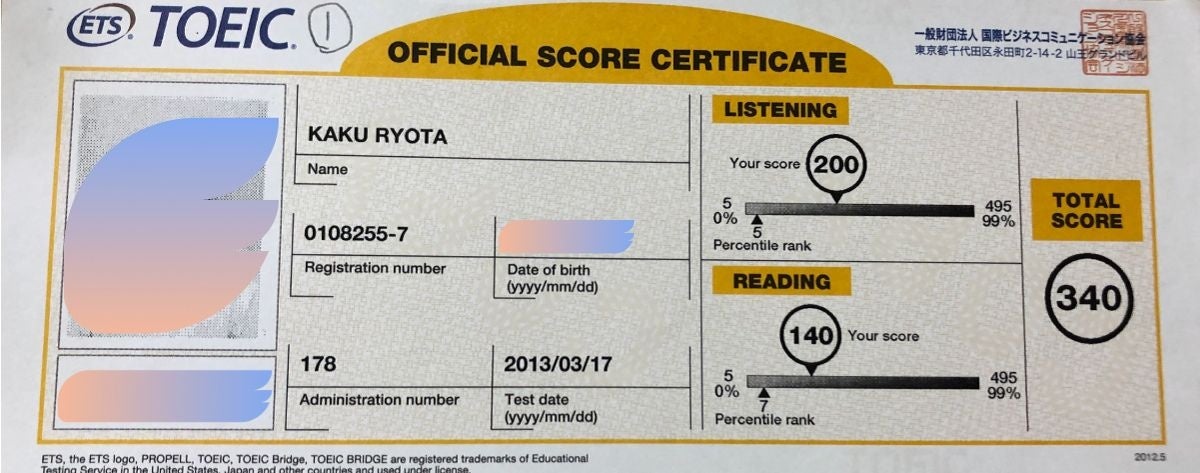 ETS. TOEIC. 1
OFFICIAL SCORE CERTIFICATE
一般財団法人 国際ビジネスコミュニケーション協会
東京都千代田区永田町2-14-2 山王グランドビル
KAKU RYOTA
Name
0108255-7
Registration number
Date of birth
(yyyy/mm/dd)
178
Administration number
2013/03/17
Test date
(yyyy/mm/dd)
LISTENING
Your score 200
5 495
0% 99%
5
Percentile rank
READING
140 Your score
5 495
0% 99%
7
Percentile rank
TOTAL
SCORE
340
ETS, the ETS logo, PROPELL, TOEIC, TOEIC Bridge, TOEIC BRIDGE are registered trademarks of Educational
Testing Service in the United States, Japan and other countries and used under license.
2012.5